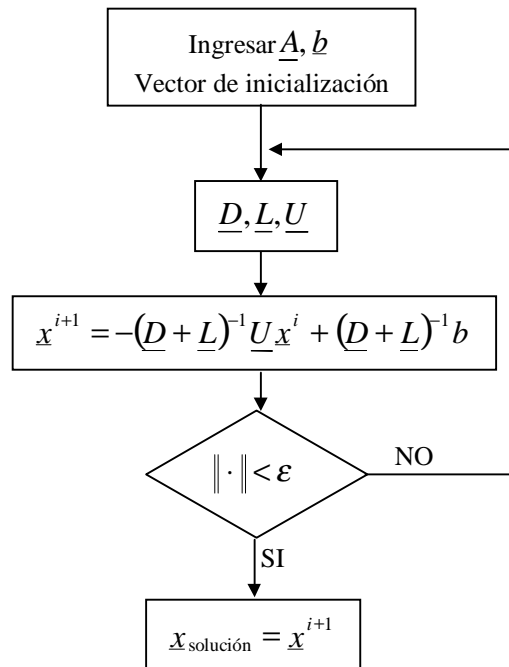 Ingresar A, b
Vector de inicialización
D, L, U
x^{i+1} = -(D + L)^{-1} U x^i + (D + L)^{-1} b
‖ · ‖ < ε
NO
SI
x_{solución} = x^{i+1}